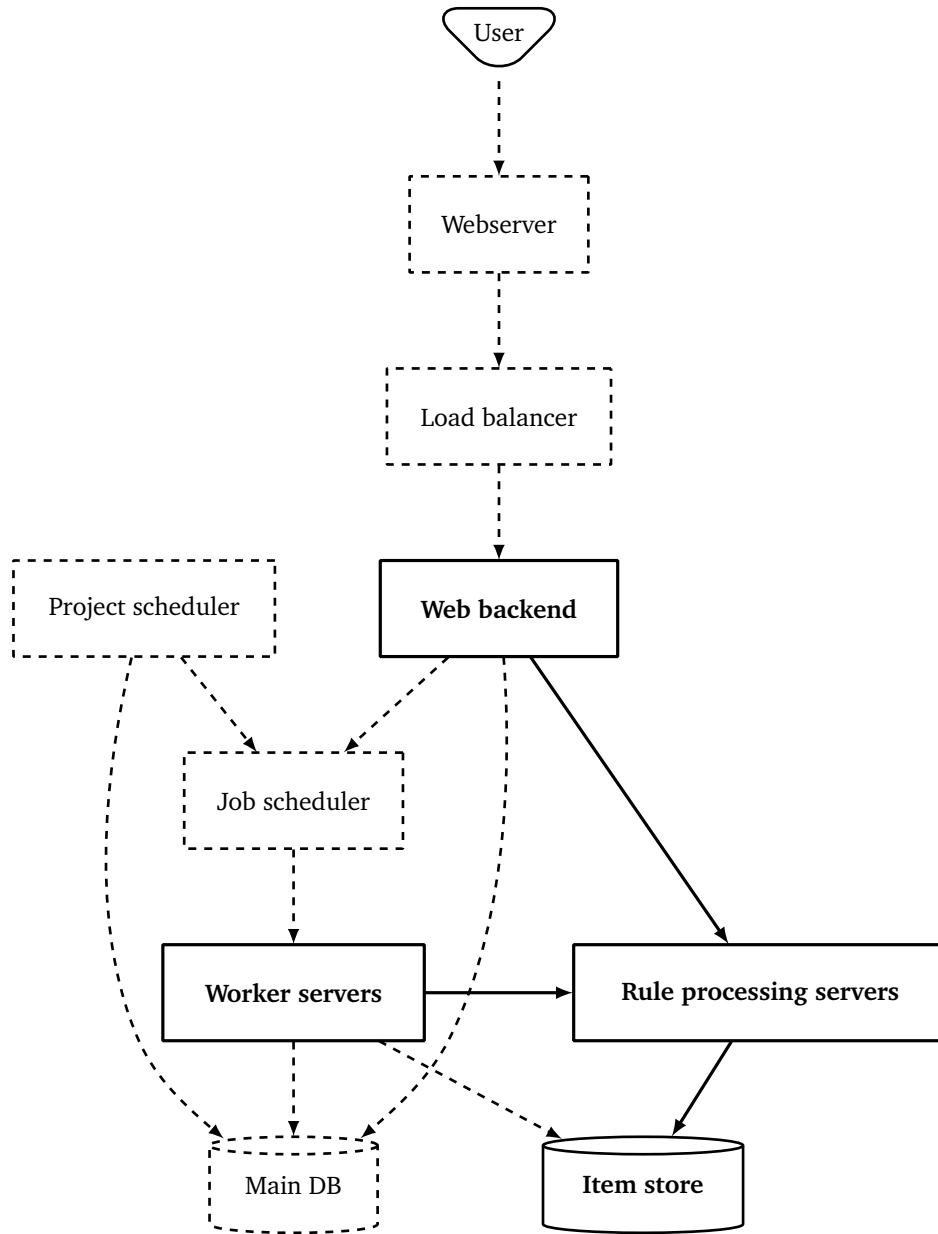 User
Webserver
Load balancer
Project scheduler
Web backend
Job scheduler
Worker servers
Rule processing servers
Main DB
Item store